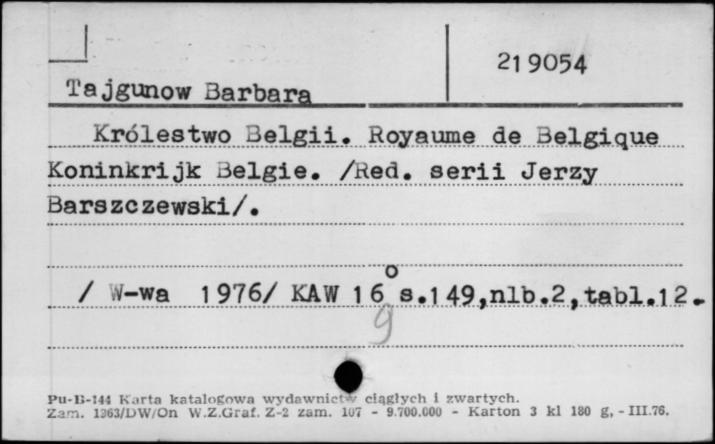 219054
Tajgunow Barbara
Królestwo Belgii. Royaume de Belgique
Koninkrijk Belgie. /Red. serii Jerzy
Barszczewski/.
/ W-wa 1976/ KAW 16° s.149,nlb.2,tabl.12.
9
Pu-B-144 Karta katalogowa wydawnictw ciągłych i zwartych.
Zam. 1363/DW/On W.Z.Graf. Z-2 zam. 107 - 9.700.000 - Karton 3 kl 180 g, - III.76.